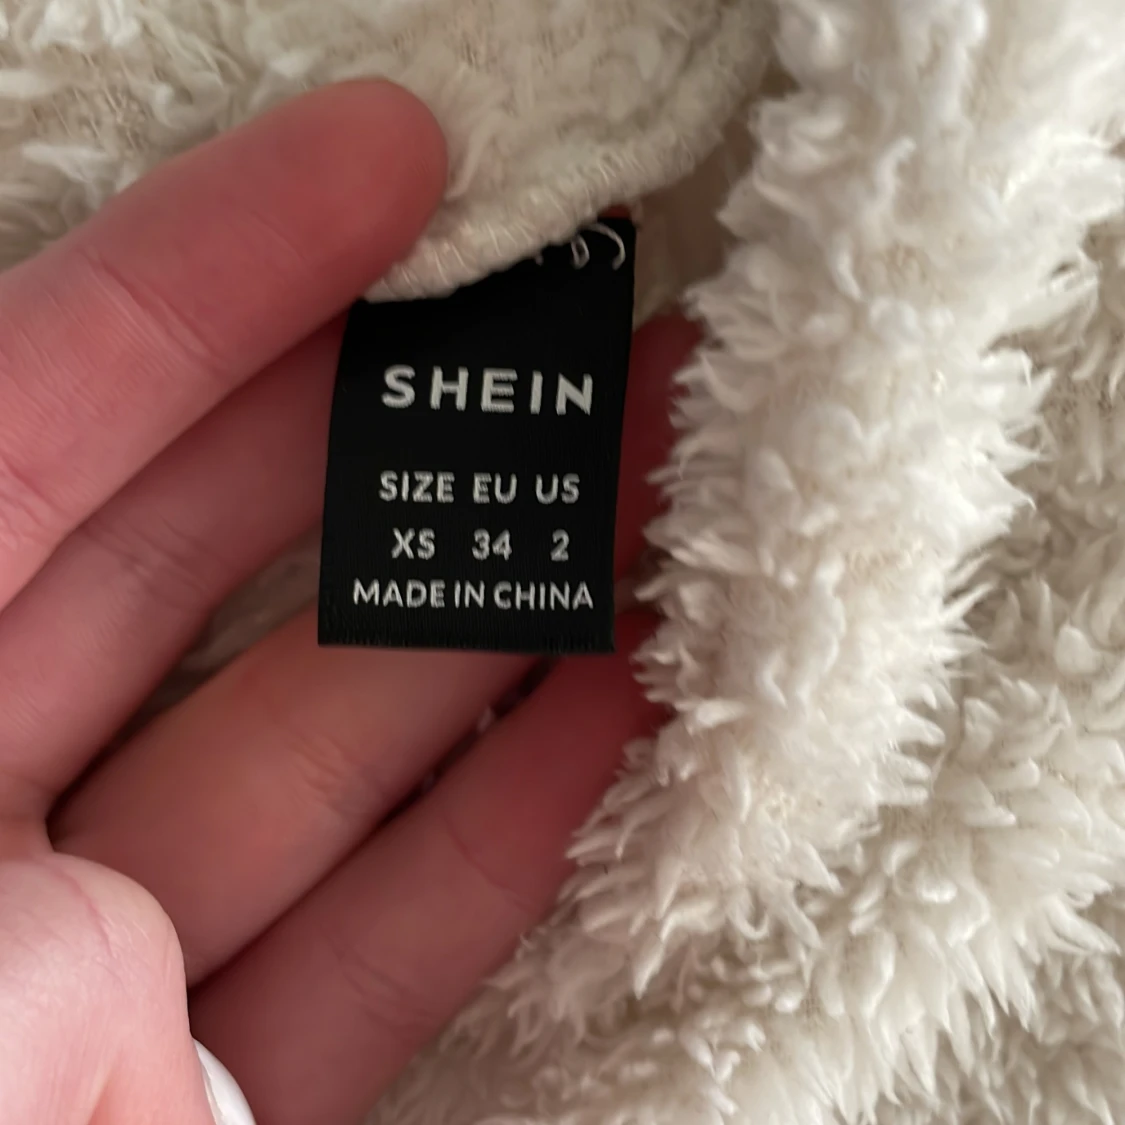 SHEIN
SIZE EU US
XS 34 2
MADE IN CHINA